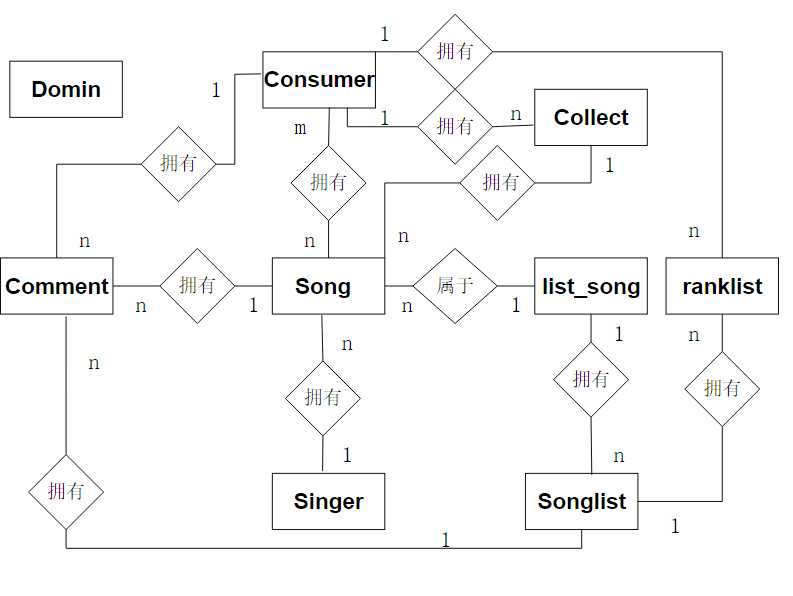 1
拥有
Domin
Consumer
1
1
拥有
n
Collect
m
拥有
拥有
拥有
1
n
n
n
n
Comment
n
拥有
1
Song
n
属于
1
list_song
ranklist
n
n
1
n
拥有
拥有
拥有
1
n
拥有
Singer
Songlist
1
1